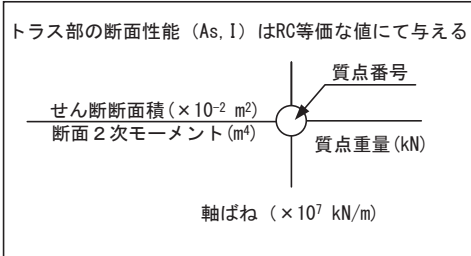 トラス部の断面性能（As,I）はRC等価な値にて与える
質点番号
せん断断面積(×10⁻² m²)
断面２次モーメント(m⁴)
質点重量(kN)
軸ばね（×10⁷ kN/m）